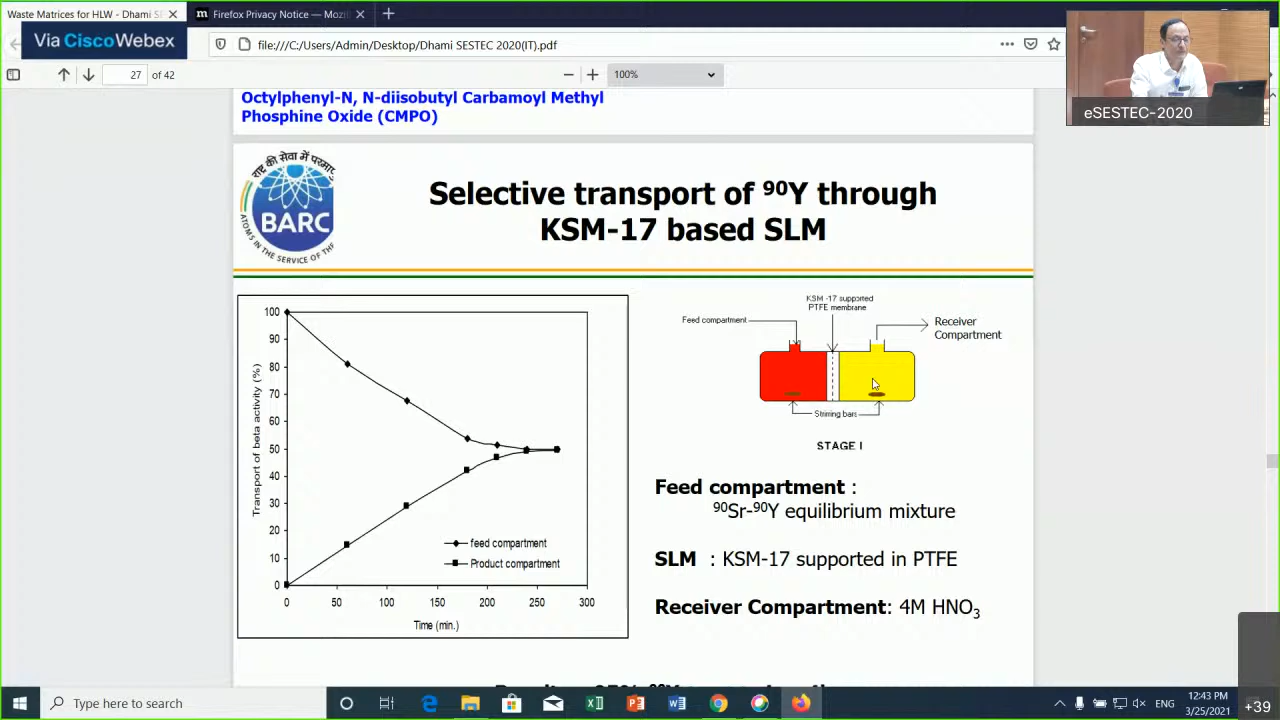 Waste Matrices for HLW - Dhami SE
Firefox Privacy Notice — Mozil
Via CiscoWebex
file:///C:/Users/Admin/Desktop/Dhami SESTEC 2020(IT).pdf
27 of 42
100%
eSESTEC-2020
Octylphenyl-N, N-diisobutyl Carbamoyl Methyl
Phosphine Oxide (CMPO)
राष्ट्र की सेवा में परमाणु
BARC
ATOMS IN THE SERVICE OF THE
Selective transport of ⁹⁰Y through
KSM-17 based SLM
Transport of beta activity (%)
100
90
80
70
60
50
40
30
20
10
0
feed compartment
Product compartment
0 50 100 150 200 250 300
Time (min.)
KSM -17 supported
PTFE membrane
Feed compartment
Receiver
Compartment
Stirring bars
STAGE I
Feed compartment :
⁹⁰Sr-⁹⁰Y equilibrium mixture
SLM : KSM-17 supported in PTFE
Receiver Compartment: 4M HNO₃
Type here to search
ENG
12:43 PM
3/25/2021
+39